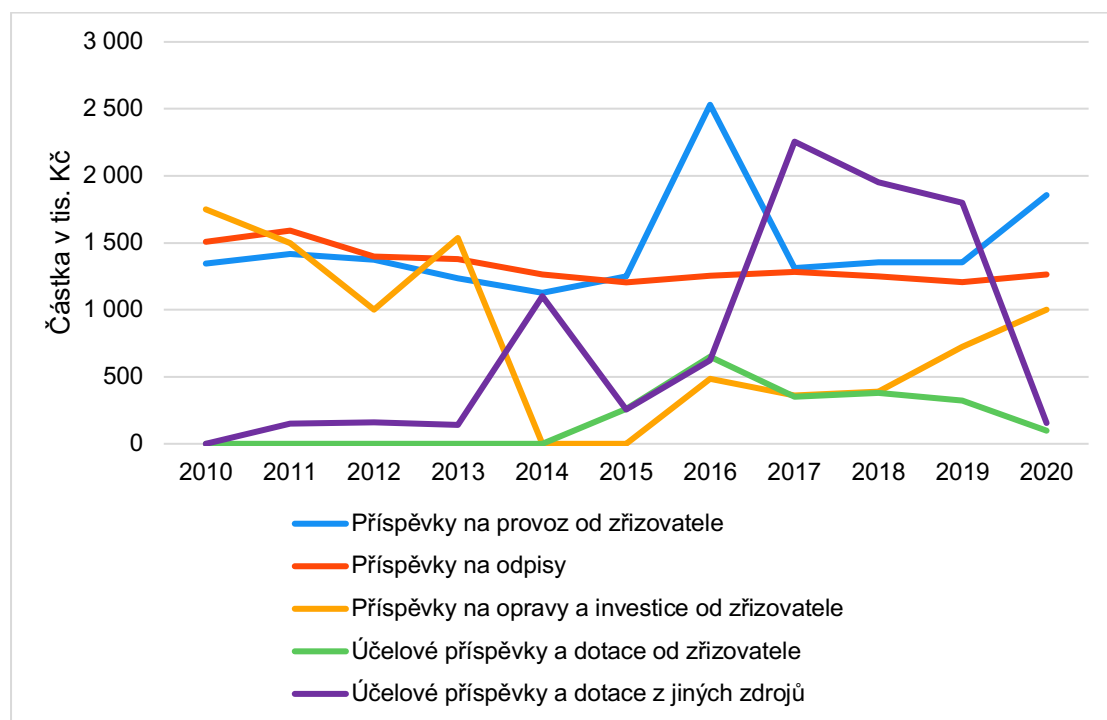 3 000
2 500
2 000
1 500
1 000
500
0
Částka v tis. Kč
2010 2011 2012 2013 2014 2015 2016 2017 2018 2019 2020
Příspěvky na provoz od zřizovatele
Příspěvky na odpisy
Příspěvky na opravy a investice od zřizovatele
Účelové příspěvky a dotace od zřizovatele
Účelové příspěvky a dotace z jiných zdrojů